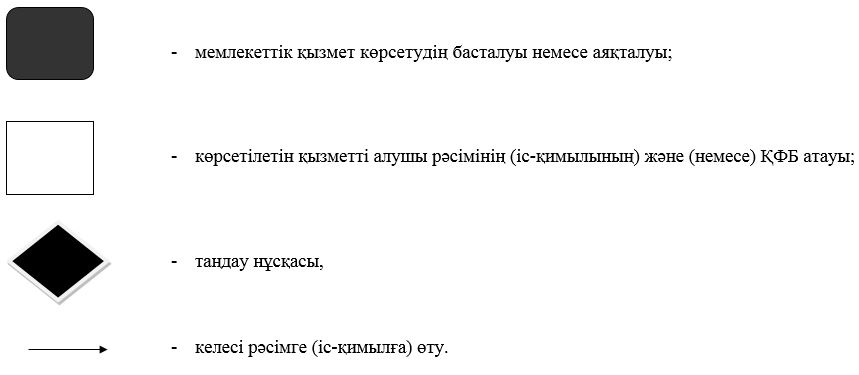 - мемлекеттік қызмет көрсетудің басталуы немесе аяқталуы;
- көрсетілетін қызметті алушы рәсімінің (іс-қимылының) және (немесе) ҚФБ атауы;
- таңдау нұсқасы,
- келесі рәсімге (іс-қимылға) өту.